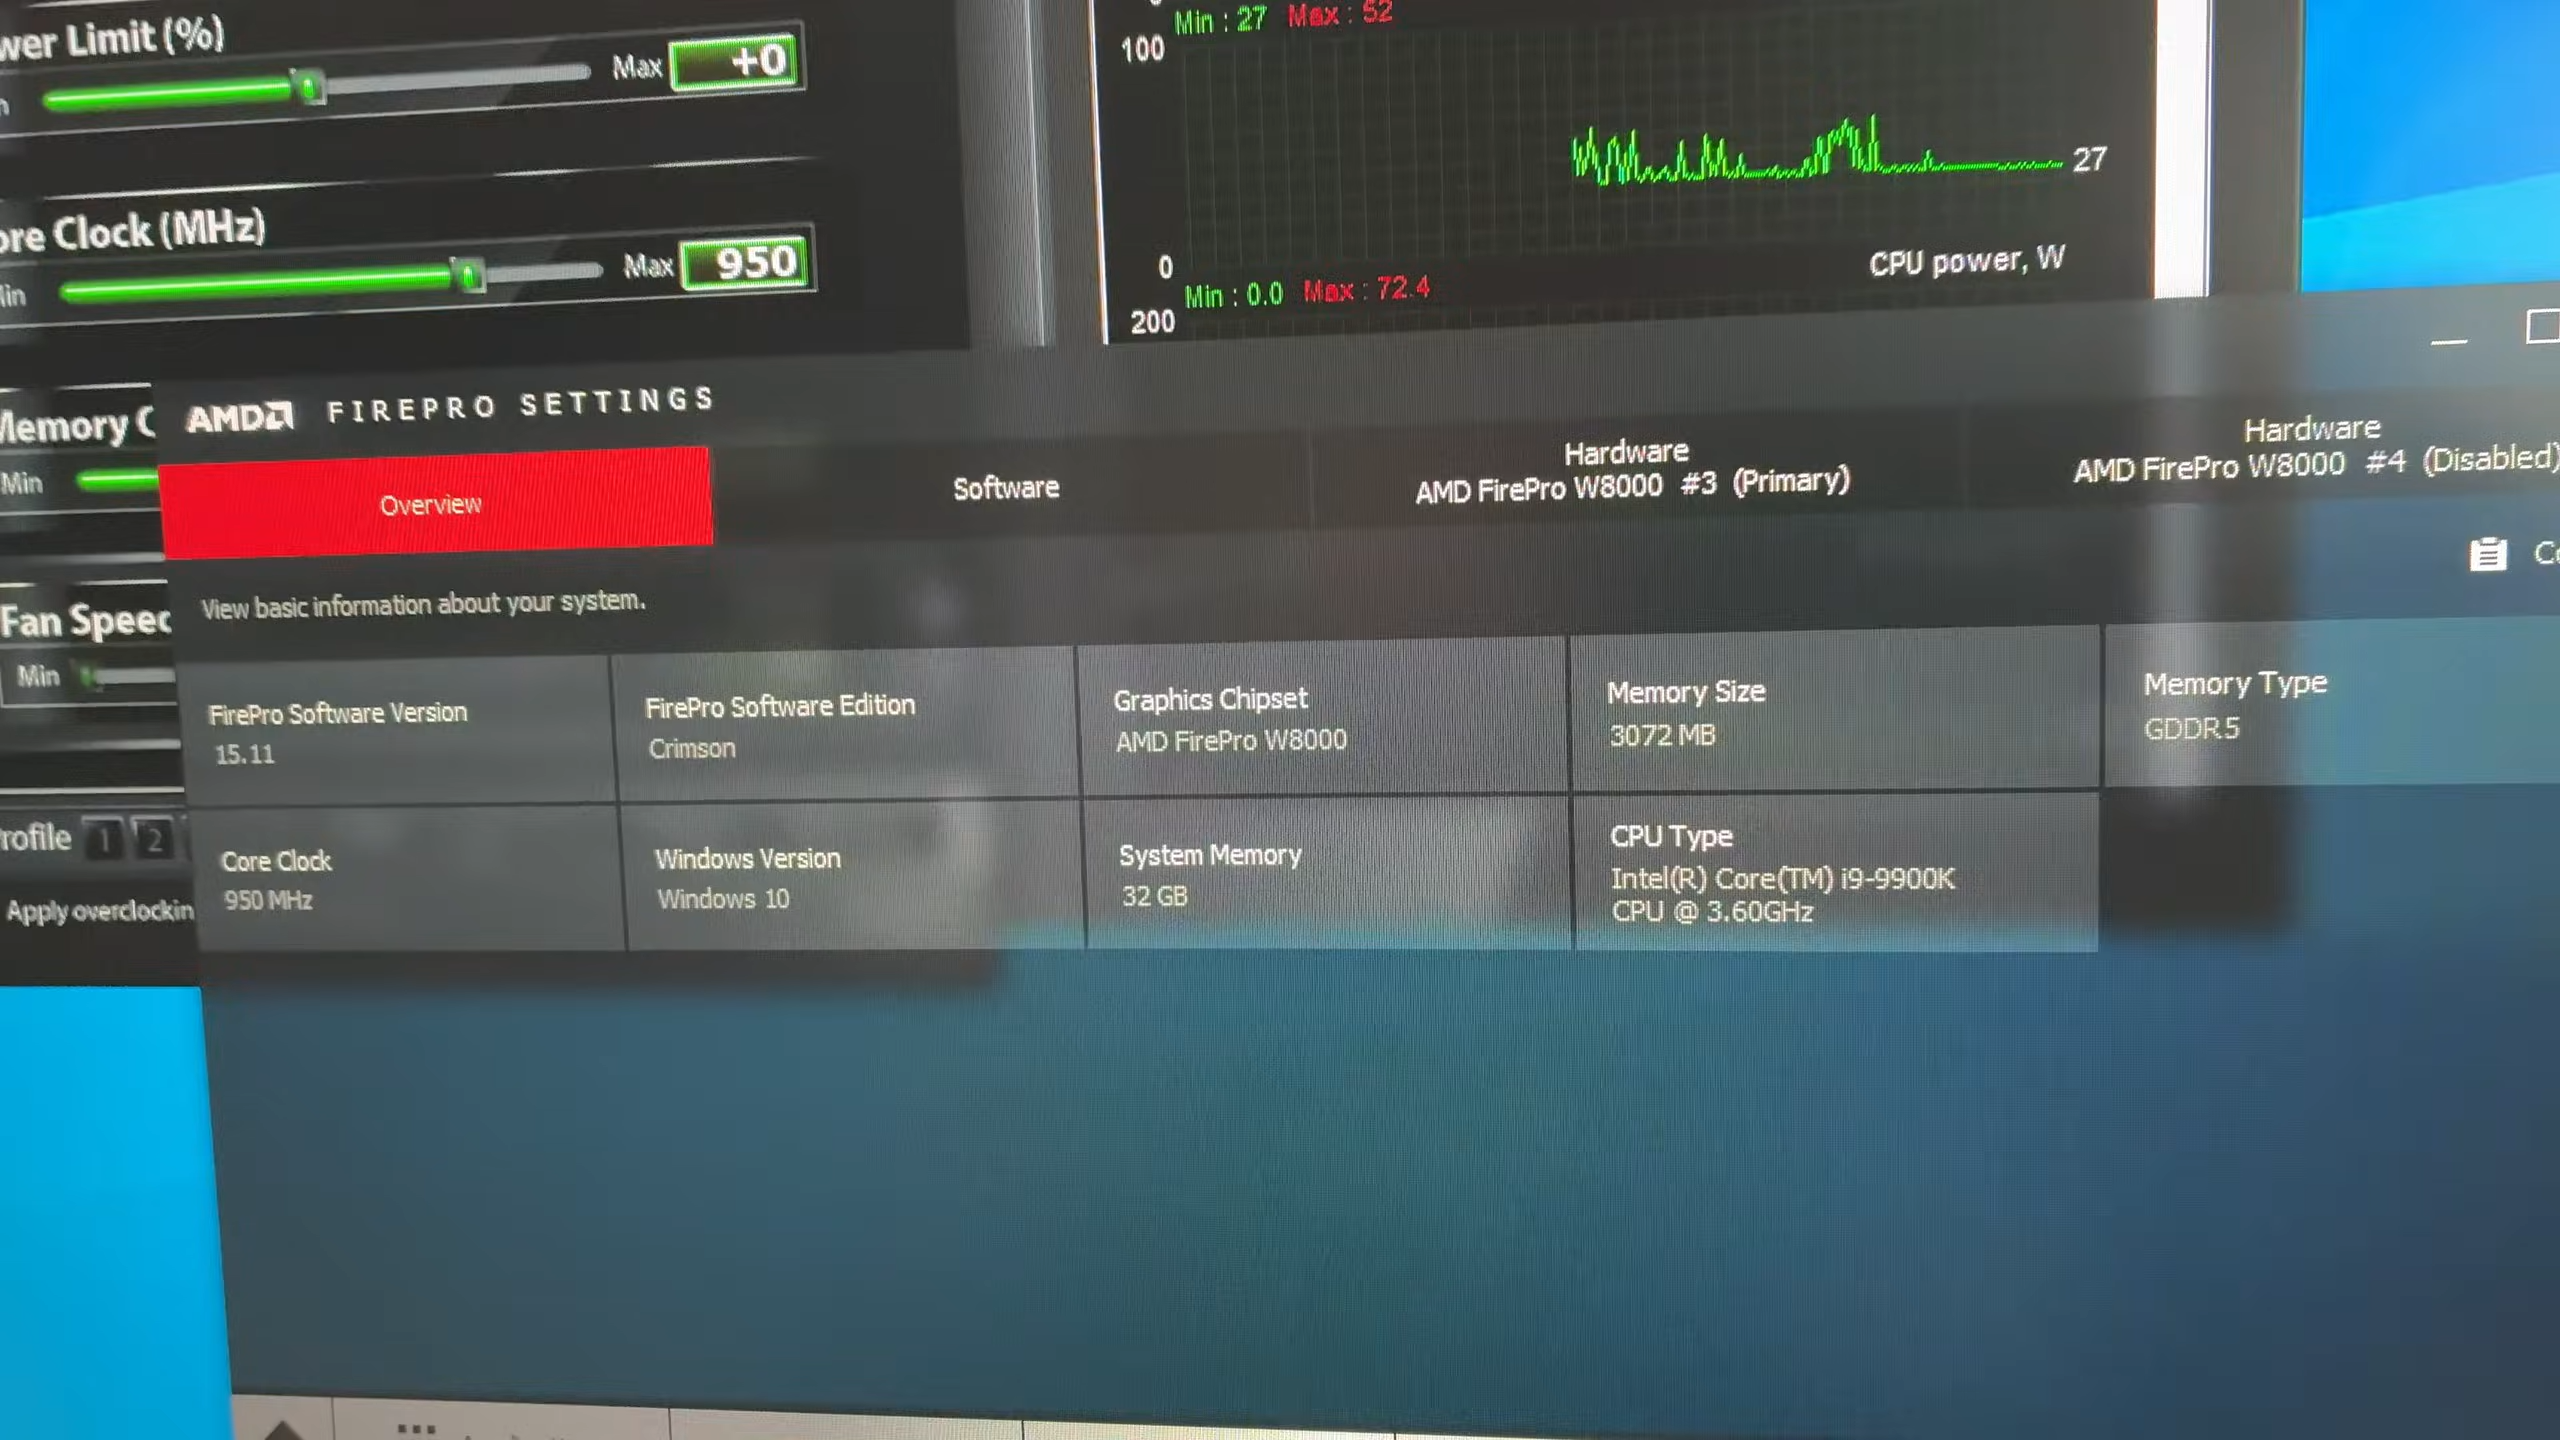 wer Limit (%)
Max +0
ore Clock (MHz)
in
Max 950
Memory C
Min
Fan Speed
Min
rofile 1 2
Apply overclockin
Min : 27 Max : 52
100
27
0
CPU power, W
Min : 0.0 Max : 72.4
200
AMD FIREPRO SETTINGS
Overview
Software
Hardware
AMD FirePro W8000 #3 (Primary)
Hardware
AMD FirePro W8000 #4 (Disabled)
View basic information about your system.
FirePro Software Version
15.11
FirePro Software Edition
Crimson
Graphics Chipset
AMD FirePro W8000
Memory Size
3072 MB
Memory Type
GDDR5
Core Clock
950 MHz
Windows Version
Windows 10
System Memory
32 GB
CPU Type
Intel(R) Core(TM) i9-9900K
CPU @ 3.60GHz